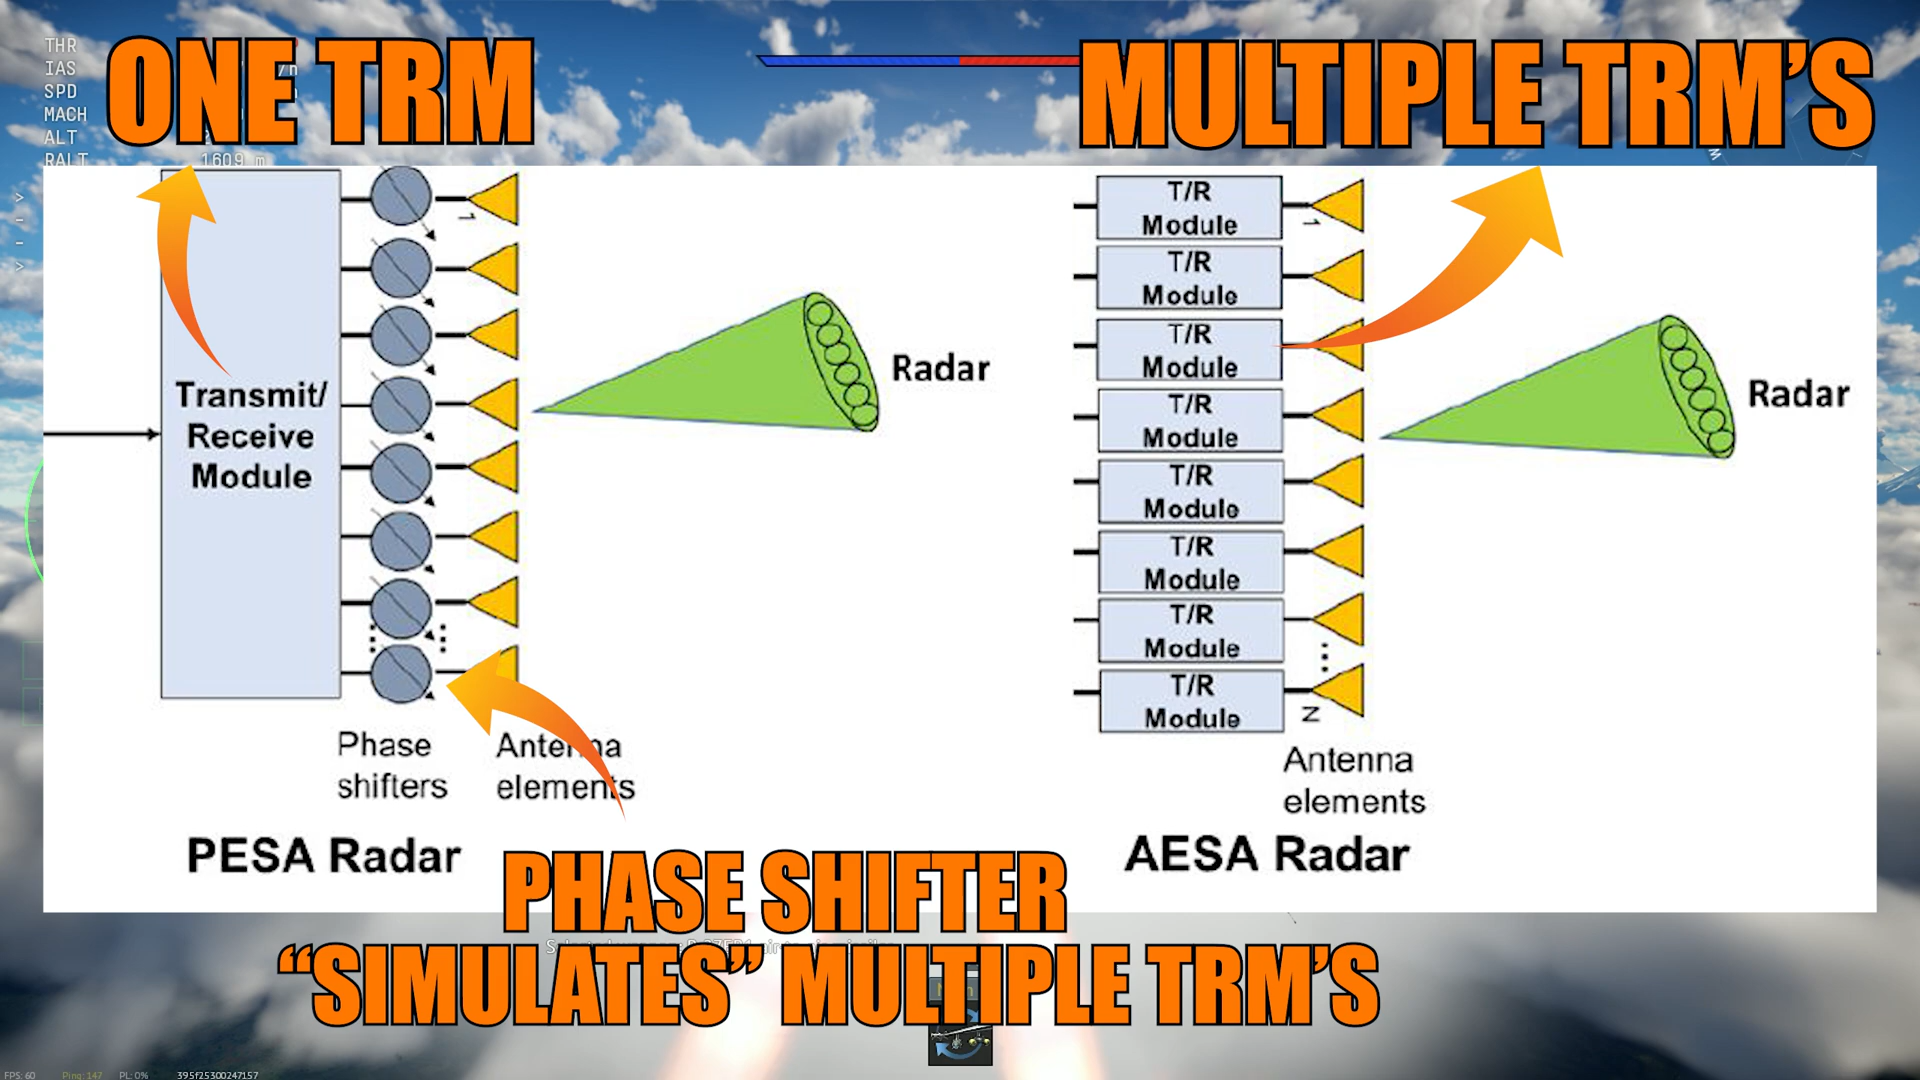 THR
IAS
SPD
MACH
ALT
RALT
1609 m
ONE TRM
MULTIPLE TRM'S
Transmit/
Receive
Module
1
Radar
Phase
shifters
Antenna
elements
PESA Radar
T/R
Module
T/R
Module
T/R
Module
T/R
Module
T/R
Module
T/R
Module
T/R
Module
T/R
Module
1
N
Radar
Antenna
elements
AESA Radar
PHASE SHIFTER
“SIMULATES” MULTIPLE TRM'S
FPS: 60 Ping: 147 PL: 0% 395f25300247157